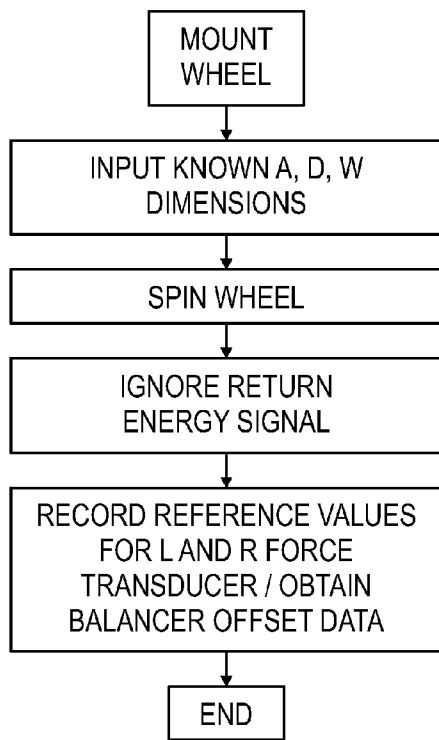 MOUNT
WHEEL
INPUT KNOWN A, D, W
DIMENSIONS
SPIN WHEEL
IGNORE RETURN
ENERGY SIGNAL
RECORD REFERENCE VALUES
FOR L AND R FORCE
TRANSDUCER / OBTAIN
BALANCER OFFSET DATA
END